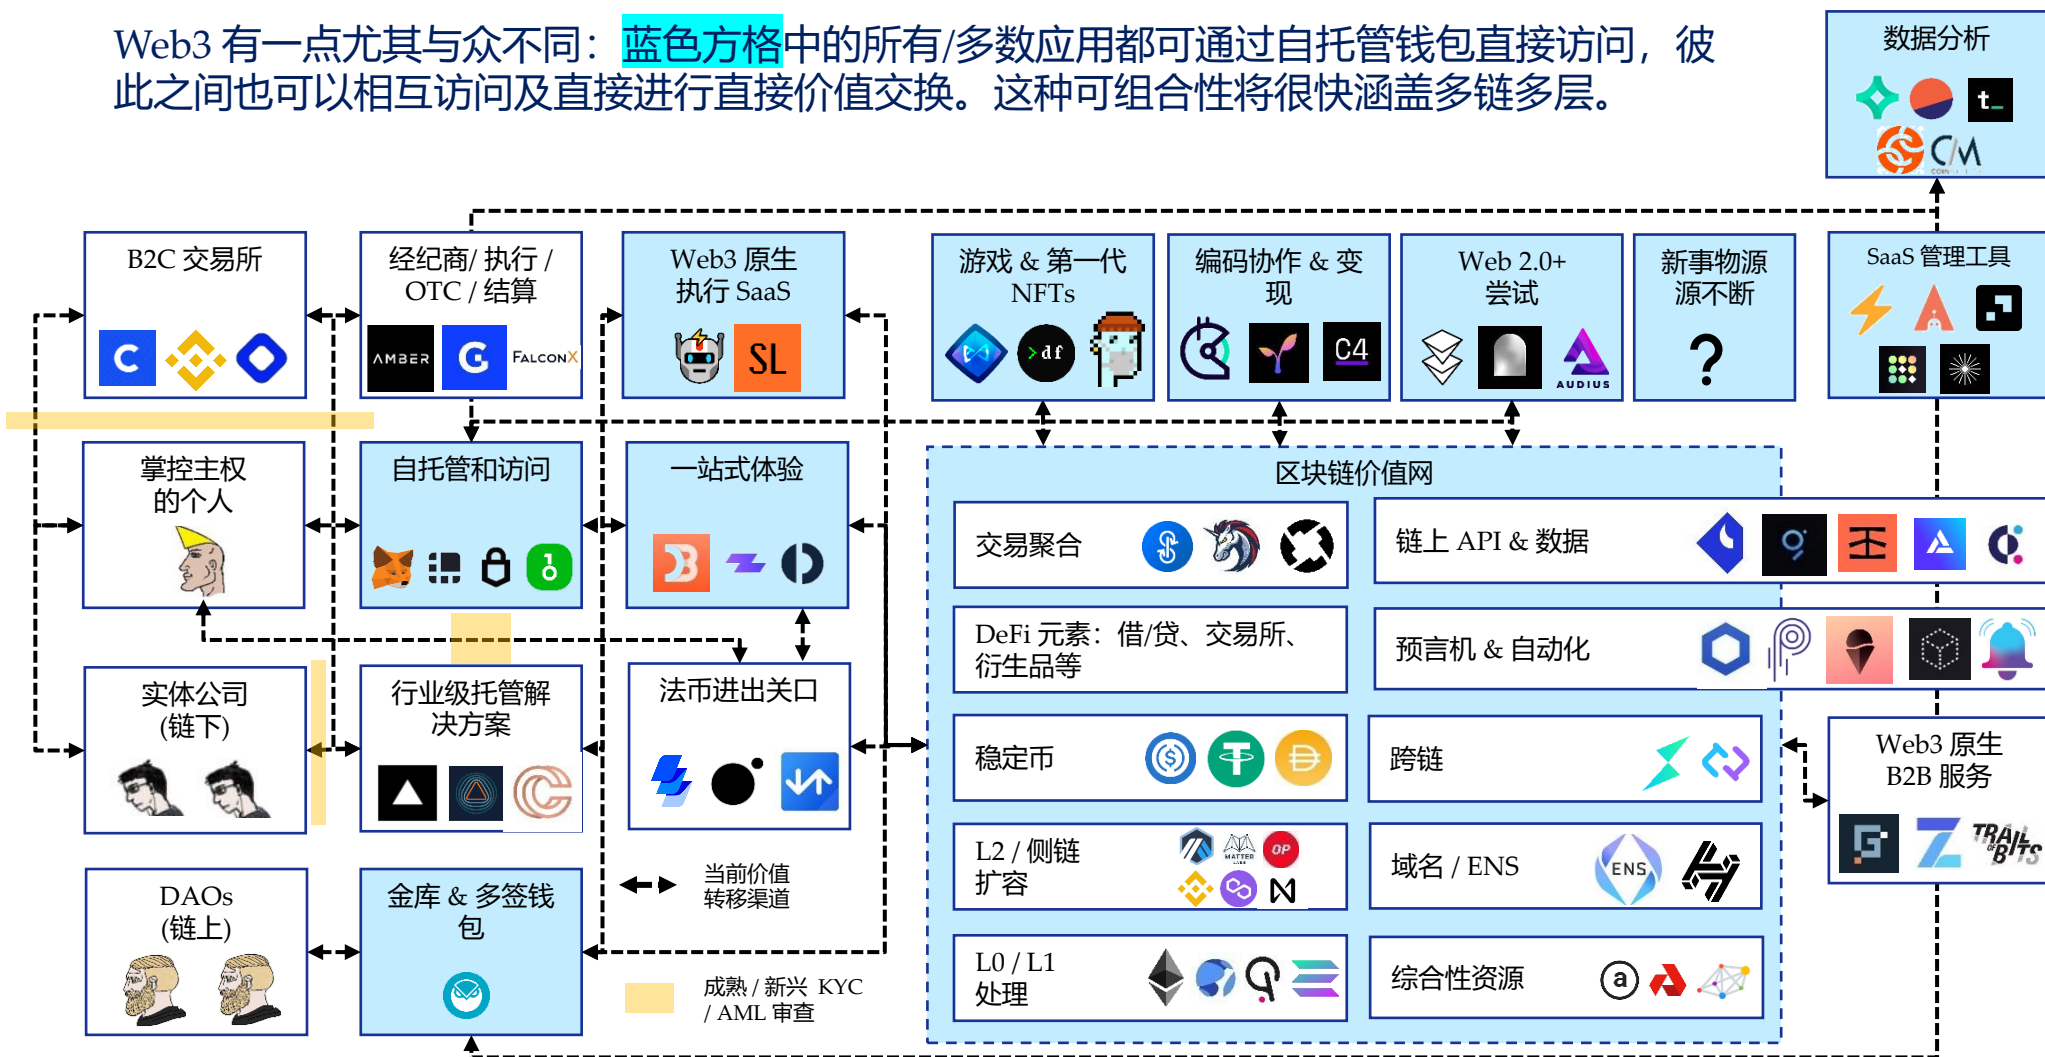 Web3 有一点尤其与众不同：蓝色方格中的所有/多数应用都可通过自托管钱包直接访问，彼
此之间也可以相互访问及直接进行直接价值交换。这种可组合性将很快涵盖多链多层。
数据分析
t_
CM
B2C 交易所
经纪商/ 执行 /
OTC / 结算
AMBER
G
FALCONX
Web3 原生
执行 SaaS
SL
游戏 & 第一代
NFTs
>df
编码协作 & 变
现
C4
Web 2.0+
尝试
AUDIUS
新事物源
源不断
?
SaaS 管理工具
掌控主权
的个人
自托管和访问
一站式体验
区块链价值网
交易聚合
链上 API & 数据
DeFi 元素：借/贷、交易所、
衍生品等
预言机 & 自动化
实体公司
(链下)
行业级托管解
决方案
法币进出关口
稳定币
跨链
Web3 原生
B2B 服务
TRAIL
OF
BITS
L2 / 侧链
扩容
MATTER
LABS
OP
域名 / ENS
ENS
DAOs
(链上)
金库 & 多签钱
包
当前价值
转移渠道
成熟 / 新兴 KYC
/ AML 审查
L0 / L1
处理
综合性资源
a